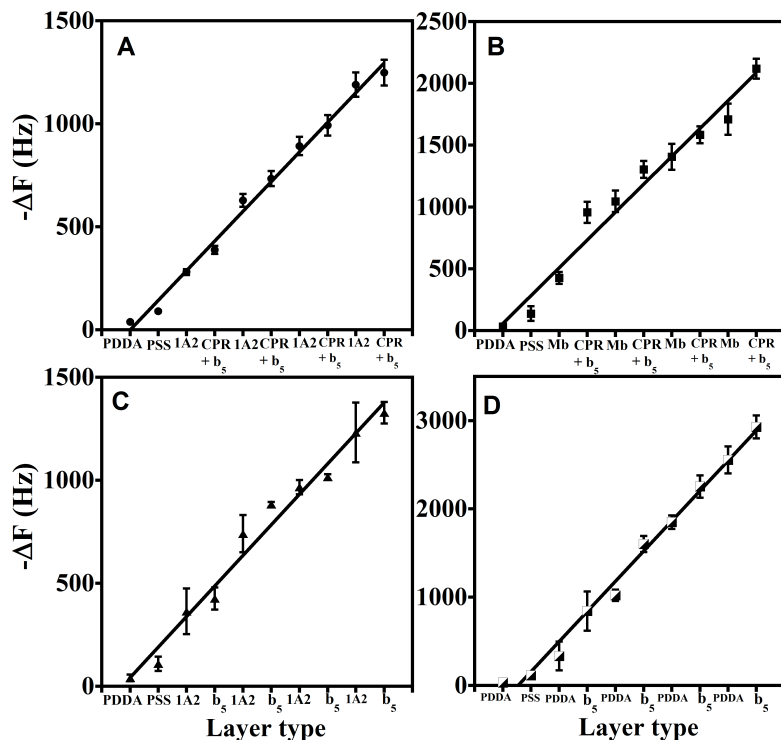 A
-ΔF (Hz)
1500
1000
500
0
PDDA PSS 1A2 CPR 1A2 CPR 1A2 CPR 1A2 CPR
+ b5 + b5 + b5 + b5
B
2500
2000
1500
1000
500
0
PDDA PSS Mb CPR Mb CPR Mb CPR Mb CPR
+ b5 + b5 + b5 + b5
C
-ΔF (Hz)
1500
1000
500
0
PDDA PSS 1A2 b5 1A2 b5 1A2 b5 1A2 b5
Layer type
D
3000
2000
1000
0
PDDA PSS PDDA b5 PDDA b5 PDDA b5 PDDA b5
Layer type